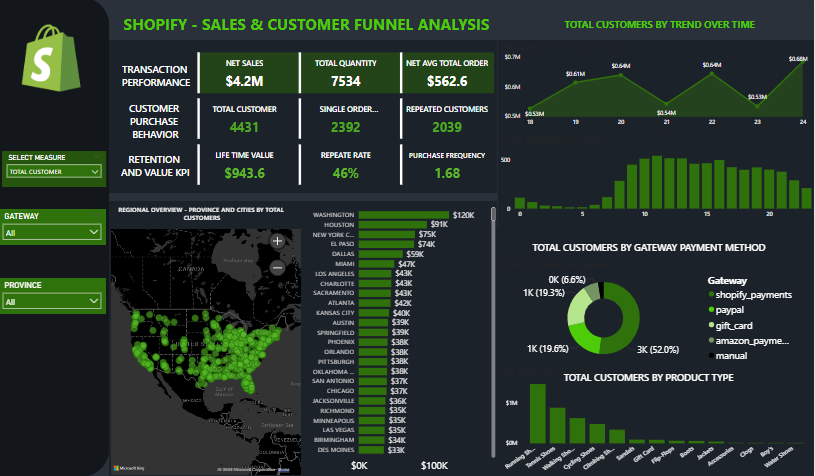 SHOPIFY - SALES & CUSTOMER FUNNEL ANALYSIS
S
SELECT MEASURE
TOTAL CUSTOMER
GATEWAY
All
PROVINCE
All
TRANSACTION
PERFORMANCE
NET SALES
$4.2M
TOTAL QUANTITY
7534
NET AVG TOTAL ORDER
$562.6
CUSTOMER
PURCHASE
BEHAVIOR
TOTAL CUSTOMER
4431
SINGLE ORDER...
2392
REPEATED CUSTOMERS
2039
RETENTION
AND VALUE KPI
LIFE TIME VALUE
$943.6
REPEATE RATE
46%
PURCHASE FREQUENCY
1.68
REGIONAL OVERVIEW - PROVINCE AND CITIES BY TOTAL
CUSTOMERS
CANADA
Hudson Bay
UNITED STATES
Gulf of
Mexico
MEXICO
CUBA
Caribbean Sea
VENEZUELA
COLOMBIA
Microsoft Bing
WASHINGTON $120K
HOUSTON $91K
NEW YORK C... $75K
EL PASO $74K
DALLAS $59K
MIAMI $47K
LOS ANGELES $43K
CHARLOTTE $43K
SACRAMENTO $43K
ATLANTA $42K
KANSAS CITY $40K
AUSTIN $39K
SPRINGFIELD $39K
PHOENIX $38K
ORLANDO $38K
PITTSBURGH $38K
OKLAHOMA ... $38K
SAN ANTONIO $37K
CHICAGO $37K
JACKSONVILLE $36K
RICHMOND $35K
MINNEAPOLIS $35K
LAS VEGAS $35K
BIRMINGHAM $34K
DES MOINES $33K
$0K $100K
TOTAL CUSTOMERS BY TREND OVER TIME
$0.7M
$0.6M
$0.5M
$0.53M
$0.61M
$0.64M
$0.54M
$0.64M
$0.53M
$0.68M
18 19 20 21 22 23 24
500
0
0 5 10 15 20
TOTAL CUSTOMERS BY GATEWAY PAYMENT METHOD
0K (6.6%)
1K (19.3%)
1K (19.6%)
3K (52.0%)
Gateway
shopify_payments
paypal
gift_card
amazon_payme...
manual
TOTAL CUSTOMERS BY PRODUCT TYPE
$1M
$0M
Running Sh...
Tennis Shoes
Walking Sho...
Cycling Shoes
Climbing Sh...
Sandals
Gift Card
Flip Flops
Boots
Jackets
Accessories
Clogs
Boy's
Water Shoes